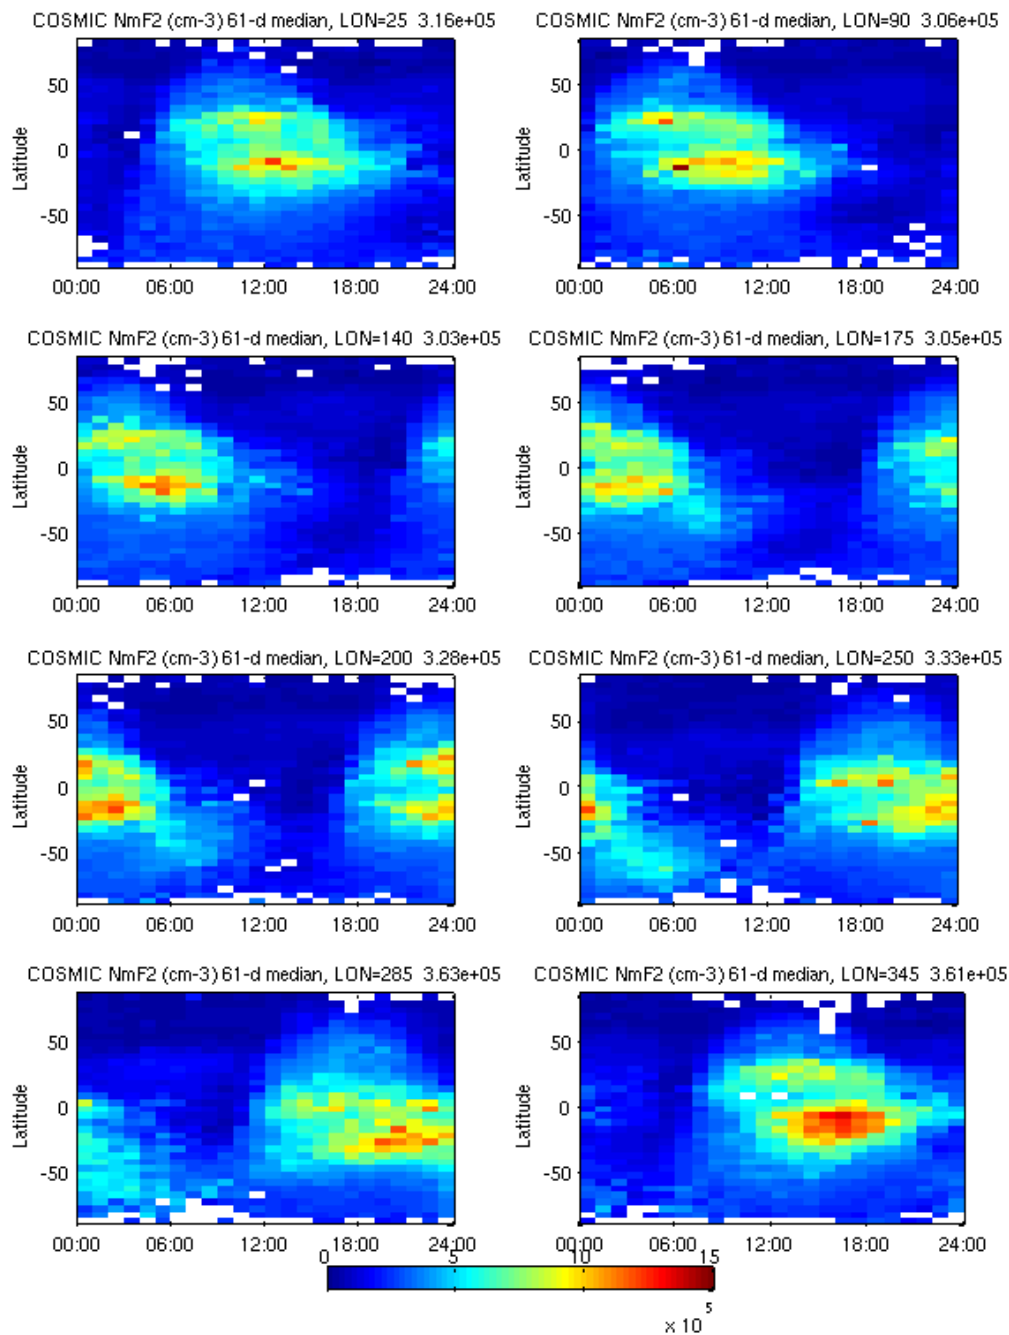 COSMIC NmF2 (cm-3) 61-d median, LON=25 3.16e+05
COSMIC NmF2 (cm-3) 61-d median, LON=90 3.06e+05
50
0
-50
Latitude
00:00 06:00 12:00 18:00 24:00
50
0
-50
Latitude
00:00 06:00 12:00 18:00 24:00
COSMIC NmF2 (cm-3) 61-d median, LON=140 3.03e+05
COSMIC NmF2 (cm-3) 61-d median, LON=175 3.05e+05
50
0
-50
Latitude
00:00 06:00 12:00 18:00 24:00
50
0
-50
Latitude
00:00 06:00 12:00 18:00 24:00
COSMIC NmF2 (cm-3) 61-d median, LON=200 3.28e+05
COSMIC NmF2 (cm-3) 61-d median, LON=250 3.33e+05
50
0
-50
Latitude
00:00 06:00 12:00 18:00 24:00
50
0
-50
Latitude
00:00 06:00 12:00 18:00 24:00
COSMIC NmF2 (cm-3) 61-d median, LON=285 3.63e+05
COSMIC NmF2 (cm-3) 61-d median, LON=345 3.61e+05
50
0
-50
Latitude
00:00 06:00 12:00 18:00 24:00
50
0
-50
Latitude
00:00 06:00 12:00 18:00 24:00
0 5 10 15
x 10^5